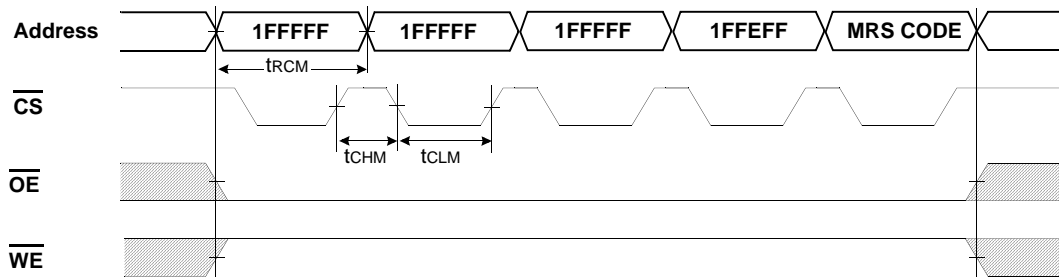 Address 1FFFFF 1FFFFF 1FFFFF 1FFEFF MRS CODE
tRCM
CS
tCHM tCLM
OE
WE